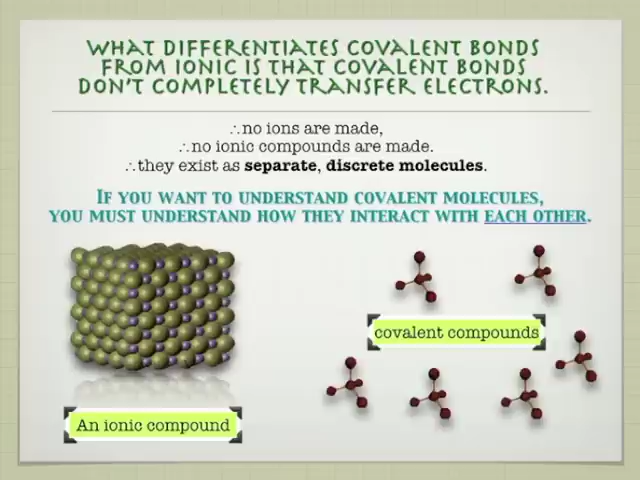 WHAT DIFFERENTIATES COVALENT BONDS
FROM IONIC IS THAT COVALENT BONDS
DON'T COMPLETELY TRANSFER ELECTRONS.
∴no ions are made,
∴no ionic compounds are made.
∴they exist as separate, discrete molecules.
IF YOU WANT TO UNDERSTAND COVALENT MOLECULES,
YOU MUST UNDERSTAND HOW THEY INTERACT WITH EACH OTHER.
covalent compounds
An ionic compound